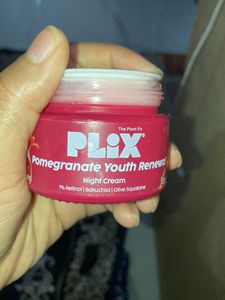 The Plant Fix
PLiX
Pomegranate Youth Renewal
Night Cream
1% Retinol | Bakuchiol | Olive Squalane